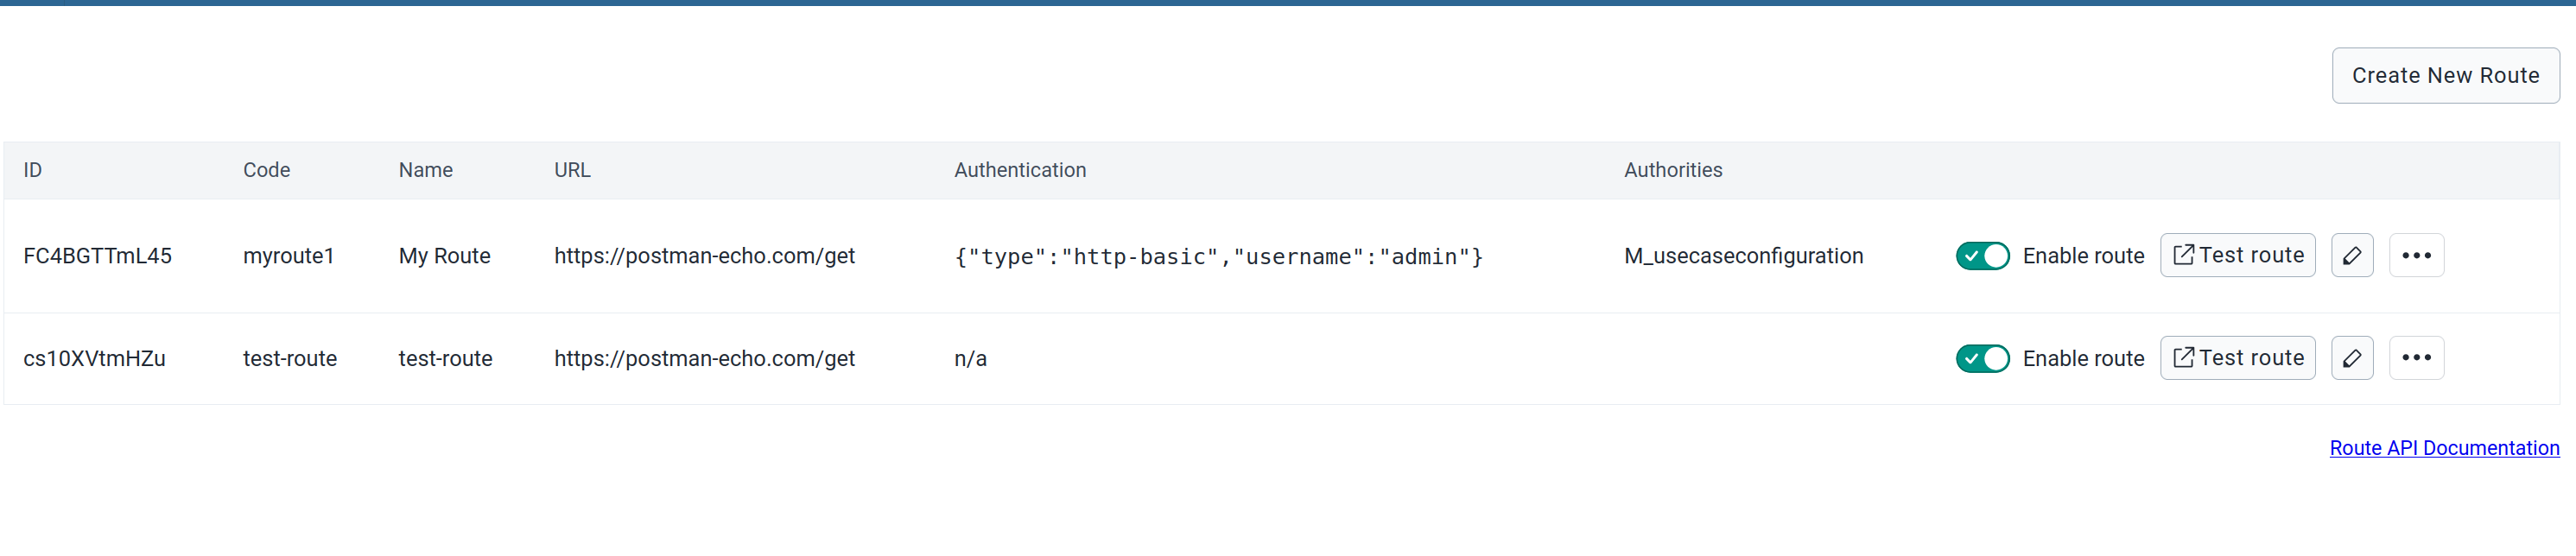 Create New Route
ID Code Name URL Authentication Authorities
FC4BGTTmL45 myroute1 My Route https://postman-echo.com/get {"type":"http-basic","username":"admin"} M_usecaseconfiguration Enable route Test route
cs10XVtmHZu test-route test-route https://postman-echo.com/get n/a Enable route Test route
Route API Documentation